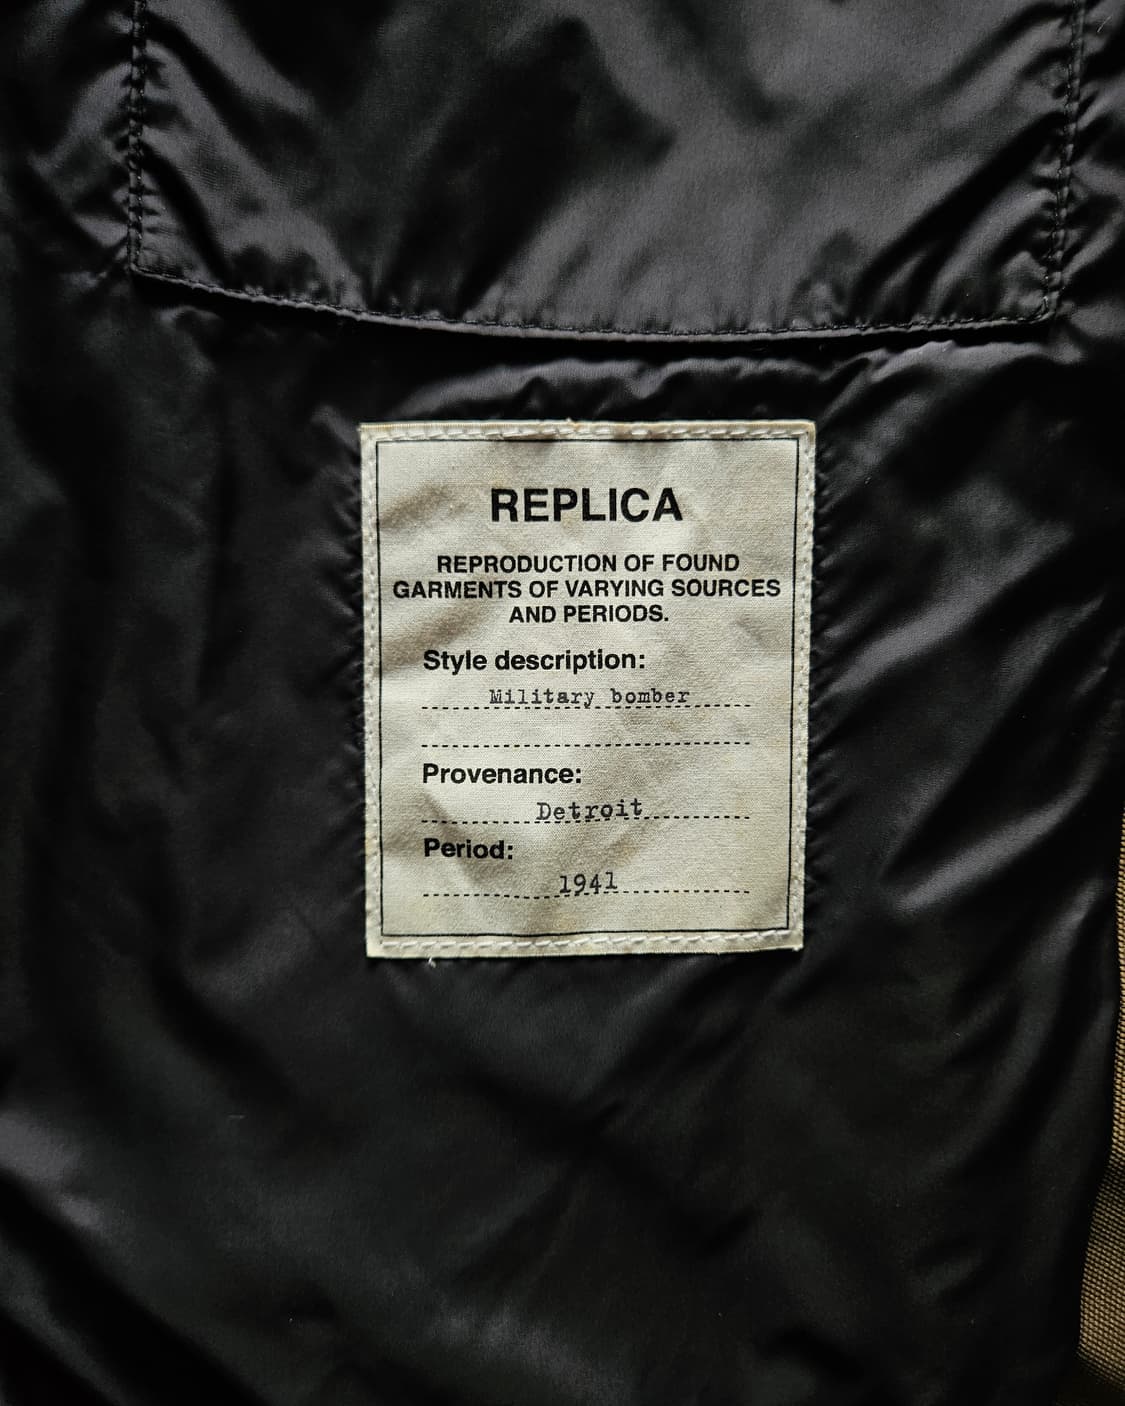 REPLICA
REPRODUCTION OF FOUND
GARMENTS OF VARYING SOURCES
AND PERIODS.
Style description:
Military bomber
Provenance:
Detroit
Period:
1941